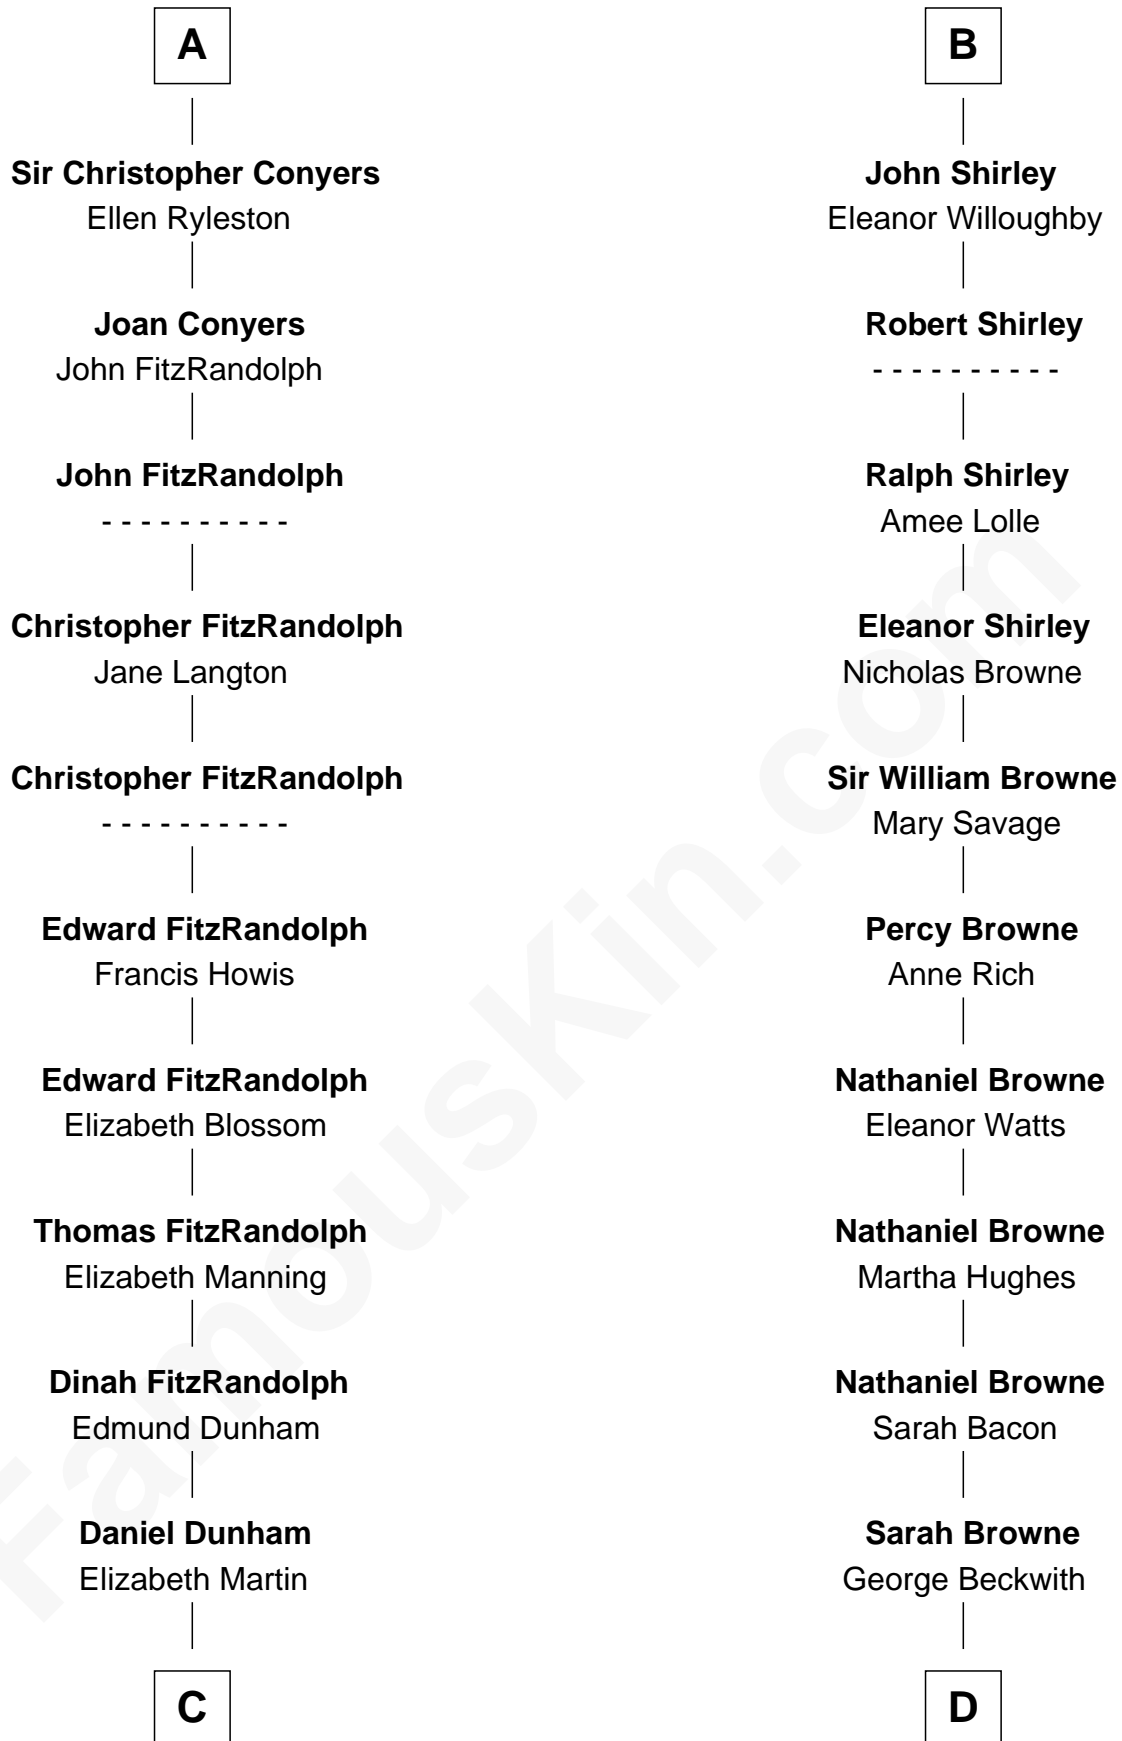 A
Sir Christopher Conyers
Ellen Ryleston
Joan Conyers
John FitzRandolph
John FitzRandolph
- - - - - - - - - -
Christopher FitzRandolph
Jane Langton
Christopher FitzRandolph
- - - - - - - - - -
Edward FitzRandolph
Francis Howis
Edward FitzRandolph
Elizabeth Blossom
Thomas FitzRandolph
Elizabeth Manning
Dinah FitzRandolph
Edmund Dunham
Daniel Dunham
Elizabeth Martin
C
B
John Shirley
Eleanor Willoughby
Robert Shirley
- - - - - - - - - -
Ralph Shirley
Amee Lolle
Eleanor Shirley
Nicholas Browne
Sir William Browne
Mary Savage
Percy Browne
Anne Rich
Nathaniel Browne
Eleanor Watts
Nathaniel Browne
Martha Hughes
Nathaniel Browne
Sarah Bacon
Sarah Browne
George Beckwith
D
FamousKin.com